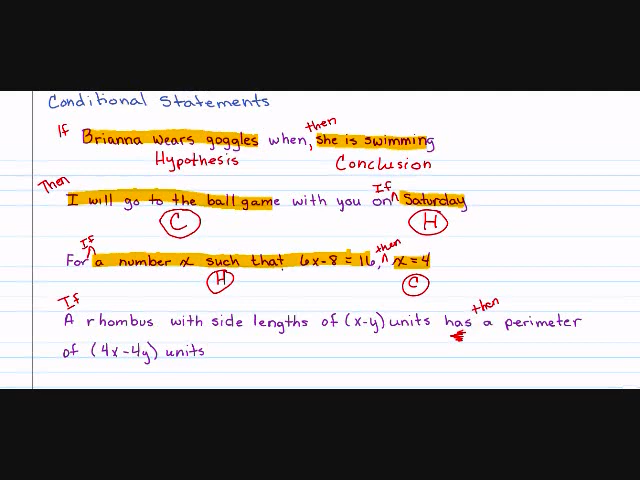 Conditional Statements
If Brianna wears goggles when, then she is swimming
Hypothesis Conclusion
Then I will go to the ball game with you on If Saturday
C H
For If a number x such that 6x-8=16, then x=4
H C
If A rhombus with side lengths of (x-y) units has then a perimeter
of (4x-4y) units